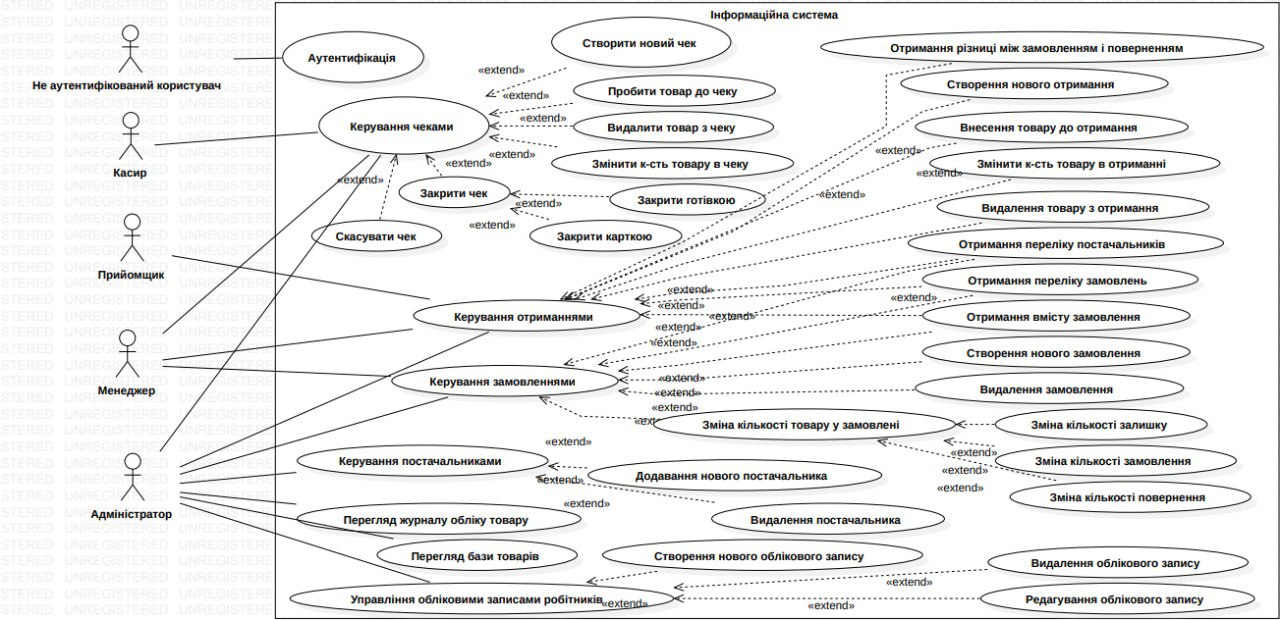 Інформаційна система
Не аутентифікований користувач
Касир
Прийомщик
Менеджер
Адміністратор
Аутентифікація
Створити новий чек
«extend»
Керування чеками
«extend»
Пробити товар до чеку
«extend»
Видалити товар з чеку
«extend»
Змінити к-сть товару в чеку
«extend»
«extend»
Закрити чек
«extend»
Закрити готівкою
«extend»
Скасувати чек
Закрити карткою
Отримання різниці між замовленням і поверненням
Створення нового отримання
Внесення товару до отримання
«extend»
Змінити к-сть товару в отриманні
«extend»
«extend»
Видалення товару з отримання
Отримання переліку постачальників
Отримання переліку замовлень
«extend»
«extend»
«extend»
Керування отриманнями
«extend»
Отримання вмісту замовлення
«extend»
«extend»
Створення нового замовлення
Керування замовленнями
«extend»
«extend»
Видалення замовлення
«extend»
«ext
Зміна кількості товару у замовлені
Зміна кількості залишку
«extend»
Зміна кількості замовлення
«extend»
«extend»
Зміна кількості повернення
«extend»
Керування постачальниками
«extend»
Додавання нового постачальника
«extend»
Видалення постачальника
Перегляд журналу обліку товару
Перегляд бази товарів
Створення нового облікового запису
Видалення облікового запису
«extend»
Управління обліковими записами робітників
«extend»
«extend»
Редагування облікового запису
UNREGISTERED